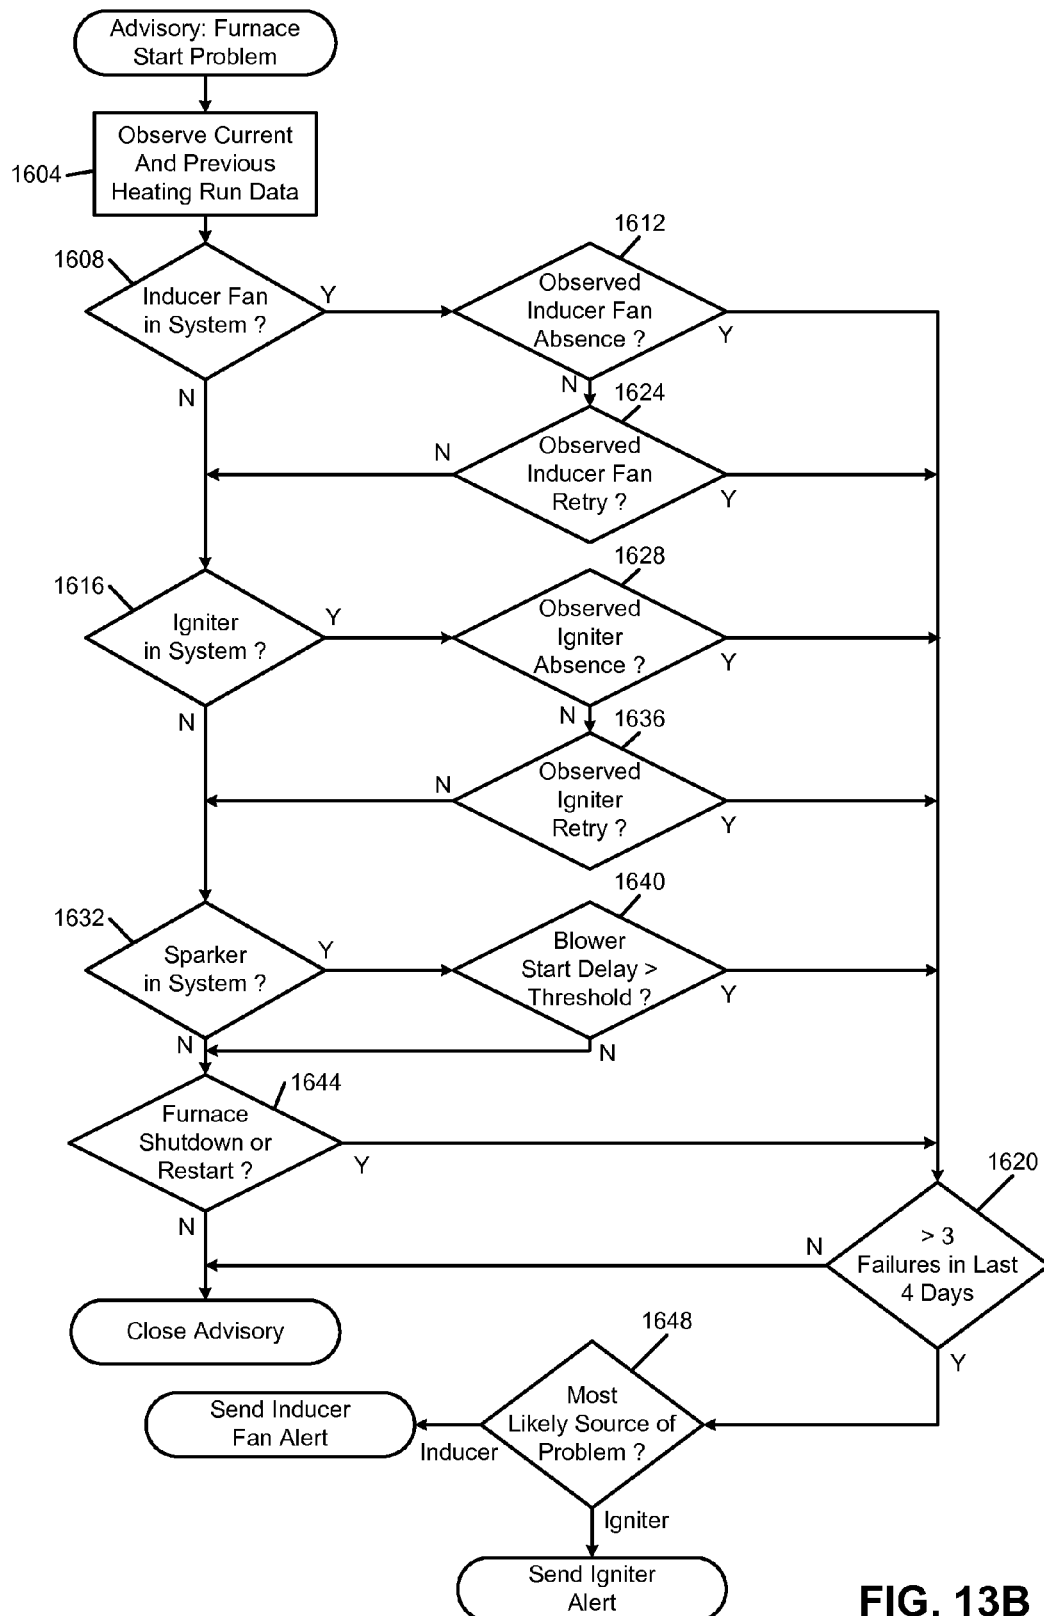 Advisory: Furnace
Start Problem
1604
Observe Current
And Previous
Heating Run Data
1608
Inducer Fan
in System ?
Y
N
1612
Observed
Inducer Fan
Absence ?
Y
N
1624
Observed
Inducer Fan
Retry ?
N
Y
1616
Igniter
in System ?
Y
N
1628
Observed
Igniter
Absence ?
Y
N
1636
Observed
Igniter
Retry ?
N
Y
1632
Sparker
in System ?
Y
N
1640
Blower
Start Delay >
Threshold ?
Y
N
1644
Furnace
Shutdown or
Restart ?
Y
N
1620
> 3
Failures in Last
4 Days
N
Y
Close Advisory
1648
Most
Likely Source of
Problem ?
Inducer
Igniter
Send Inducer
Fan Alert
Send Igniter
Alert
FIG. 13B